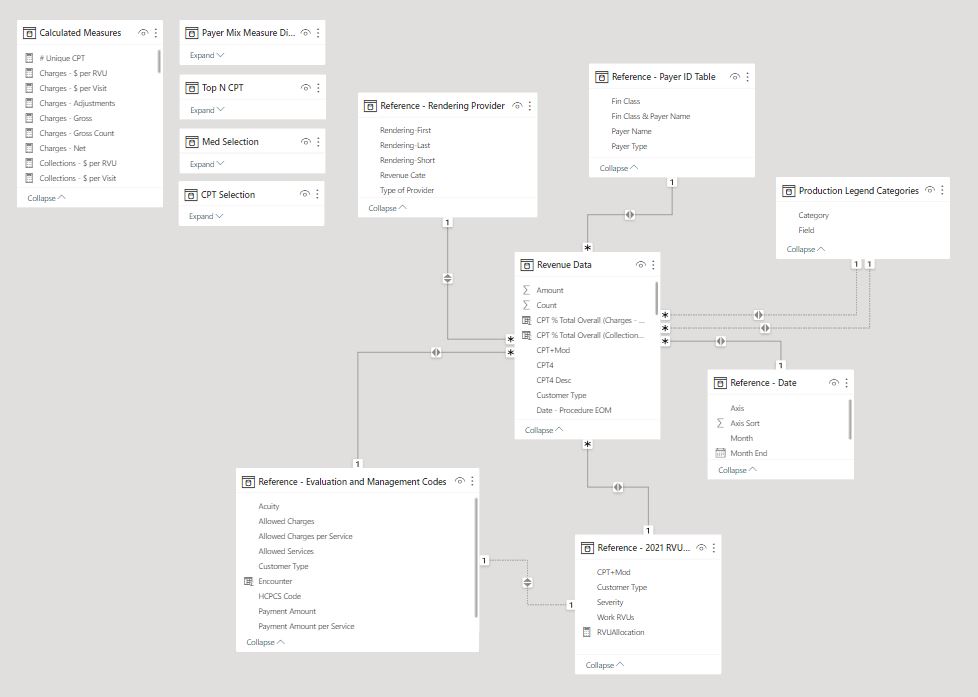 Calculated Measures
# Unique CPT
Charges - $ per RVU
Charges - $ per Visit
Charges - Adjustments
Charges - Gross
Charges - Gross Count
Charges - Net
Collections - $ per RVU
Collections - $ per Visit
Collapse
Payer Mix Measure Di...
Expand
Top N CPT
Expand
Med Selection
Expand
CPT Selection
Expand
Reference - Rendering Provider
Rendering-First
Rendering-Last
Rendering-Short
Revenue Cate
Type of Provider
Collapse
1
Reference - Payer ID Table
Fin Class
Fin Class & Payer Name
Payer Name
Payer Type
Collapse
1
*
Production Legend Categories
Category
Field
Collapse
1 1
Revenue Data
Amount
Count
CPT % Total Overall (Charges - ...
CPT % Total Overall (Collection...
CPT+Mod
CPT4
CPT4 Desc
Customer Type
Date - Procedure EOM
Collapse
*
*
*
*
*
*
1
Reference - Date
Axis
Axis Sort
Month
Month End
Collapse
1
Reference - Evaluation and Management Codes
Acuity
Allowed Charges
Allowed Charges per Service
Allowed Services
Customer Type
Encounter
HCPCS Code
Payment Amount
Payment Amount per Service
Collapse
1
1
1
Reference - 2021 RVU...
CPT+Mod
Customer Type
Severity
Work RVUs
RVUAllocation
Collapse